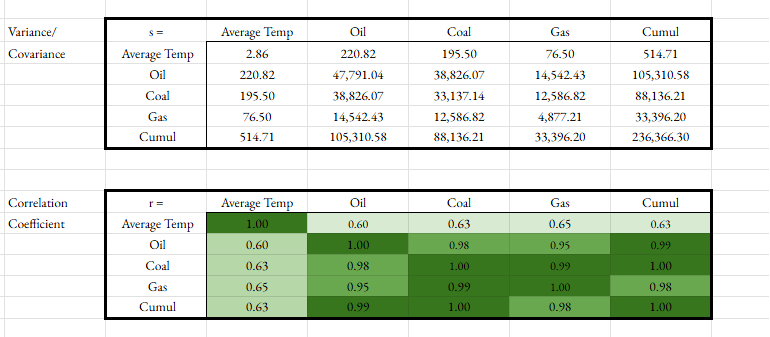 Variance/ s = Average Temp Oil Coal Gas Cumul
Covariance Average Temp 2.86 220.82 195.50 76.50 514.71
Oil 220.82 47,791.04 38,826.07 14,542.43 105,310.58
Coal 195.50 38,826.07 33,137.14 12,586.82 88,136.21
Gas 76.50 14,542.43 12,586.82 4,877.21 33,396.20
Cumul 514.71 105,310.58 88,136.21 33,396.20 236,366.30
Correlation r = Average Temp Oil Coal Gas Cumul
Coefficient Average Temp 1.00 0.60 0.63 0.65 0.63
Oil 0.60 1.00 0.98 0.95 0.99
Coal 0.63 0.98 1.00 0.99 1.00
Gas 0.65 0.95 0.99 1.00 0.98
Cumul 0.63 0.99 1.00 0.98 1.00